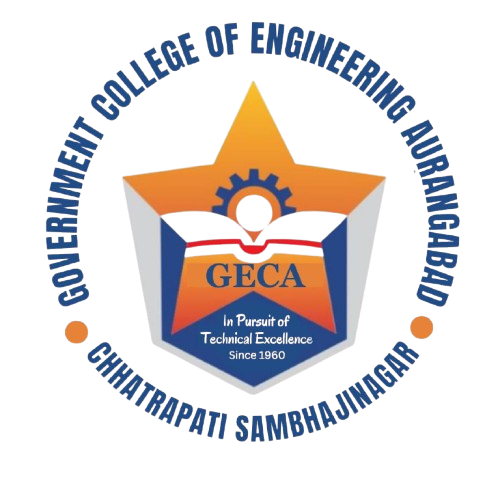 GOVERNMENT COLLEGE OF ENGINEERING AURANGABAD
GECA
In Pursuit of
Technical Excellence
Since 1960
CHHATRAPATI SAMBHAJINAGAR